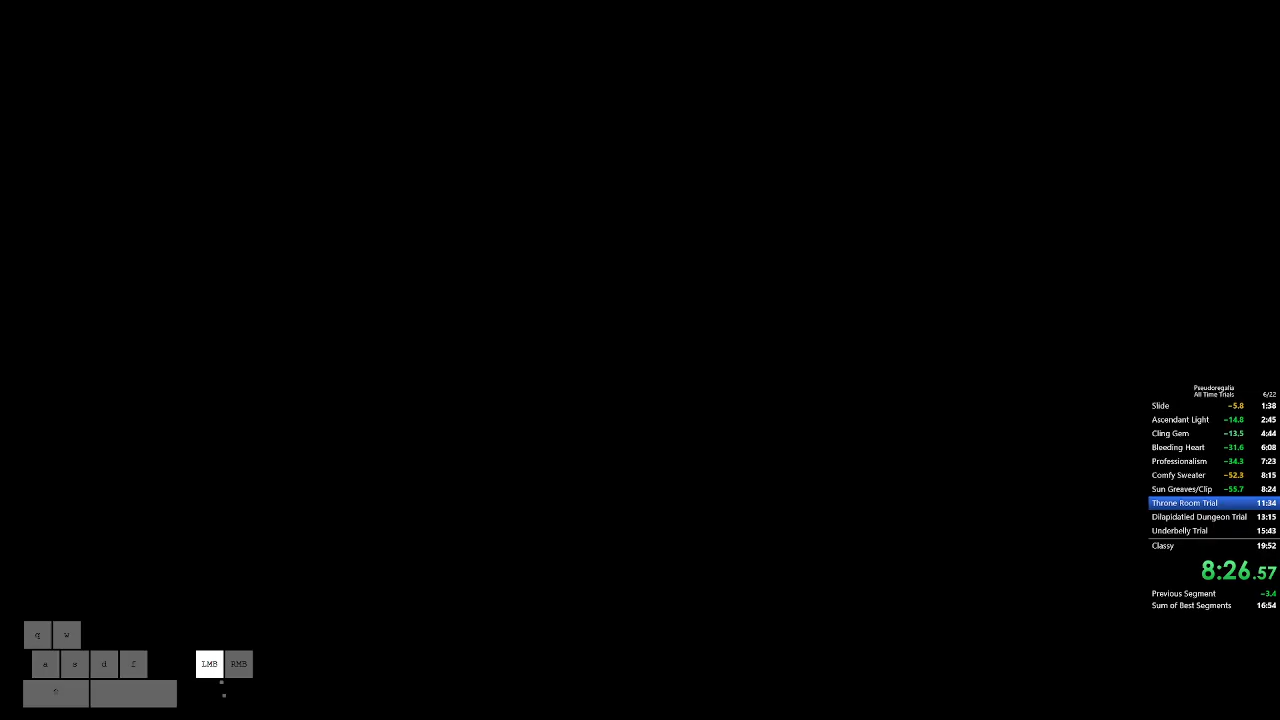 Pseudoregalia
All Time Trials 6/22
Slide −5.8 1:38
Ascendant Light −14.8 2:45
Cling Gem −13.5 4:44
Bleeding Heart −31.6 6:08
Professionalism −34.3 7:23
Comfy Sweater −52.3 8:15
Sun Greaves/Clip −55.7 8:24
Throne Room Trial 11:34
Dilapidatied Dungeon Trial 13:15
Underbelly Trial 15:43
Classy 19:52
8:26.57
Previous Segment −3.4
Sum of Best Segments 16:54
q w
a s d f LMB RMB